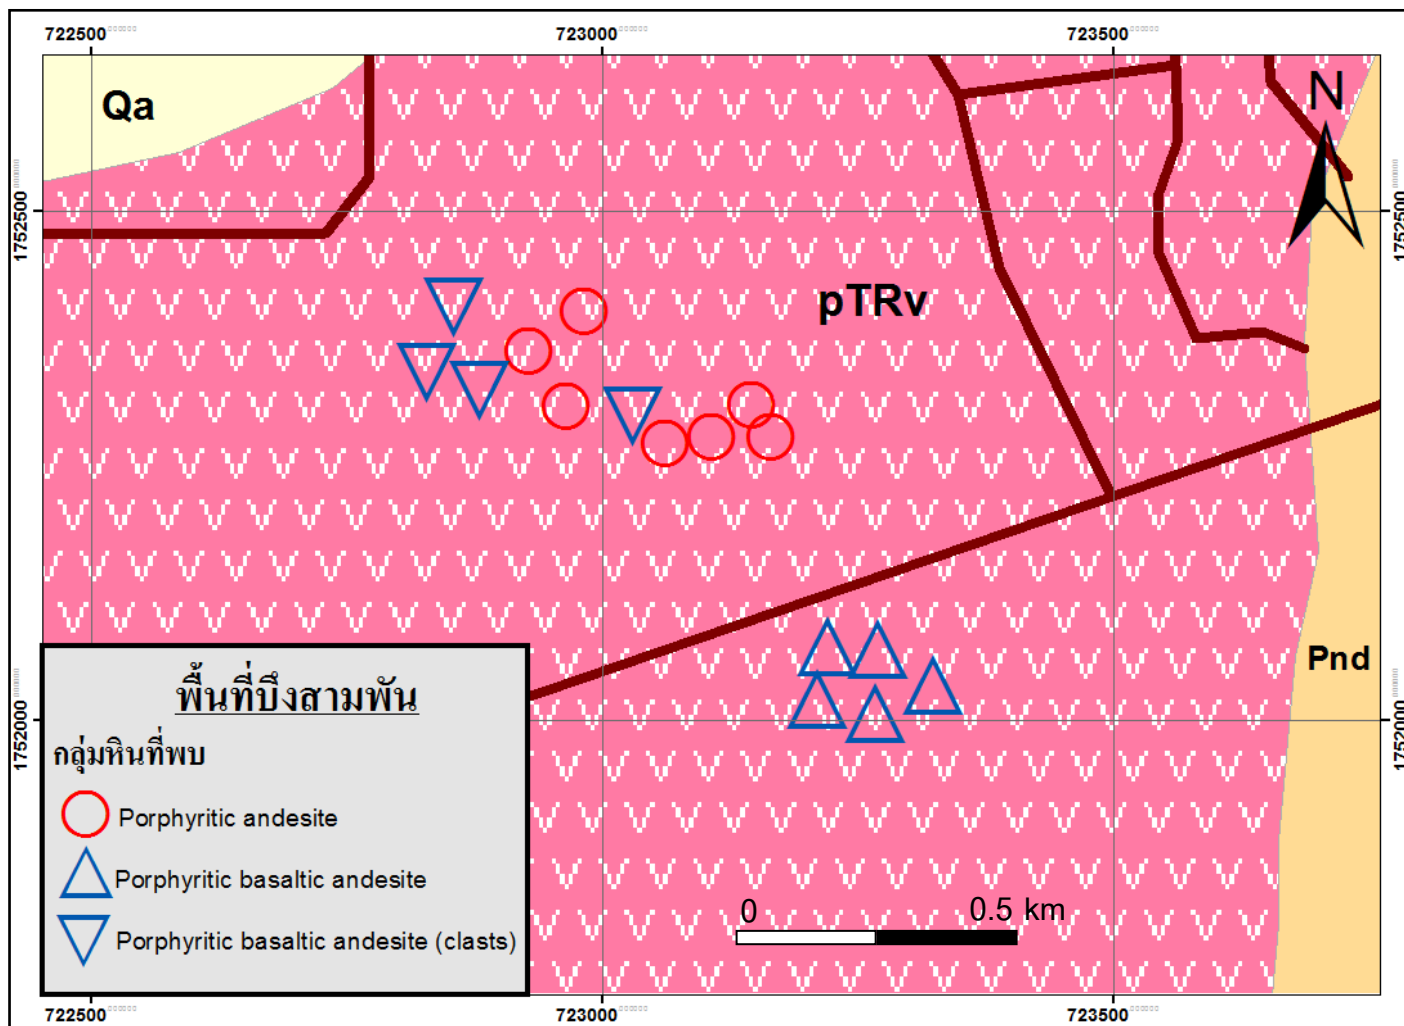 722500
723000
723500
Qa
N
1752500
1752500
pTRv
Pnd
1752000
1752000
พื้นที่บึงสามพัน
กลุ่มหินที่พบ
Porphyritic andesite
Porphyritic basaltic andesite
Porphyritic basaltic andesite (clasts)
0 0.5 km
722500
723000
723500